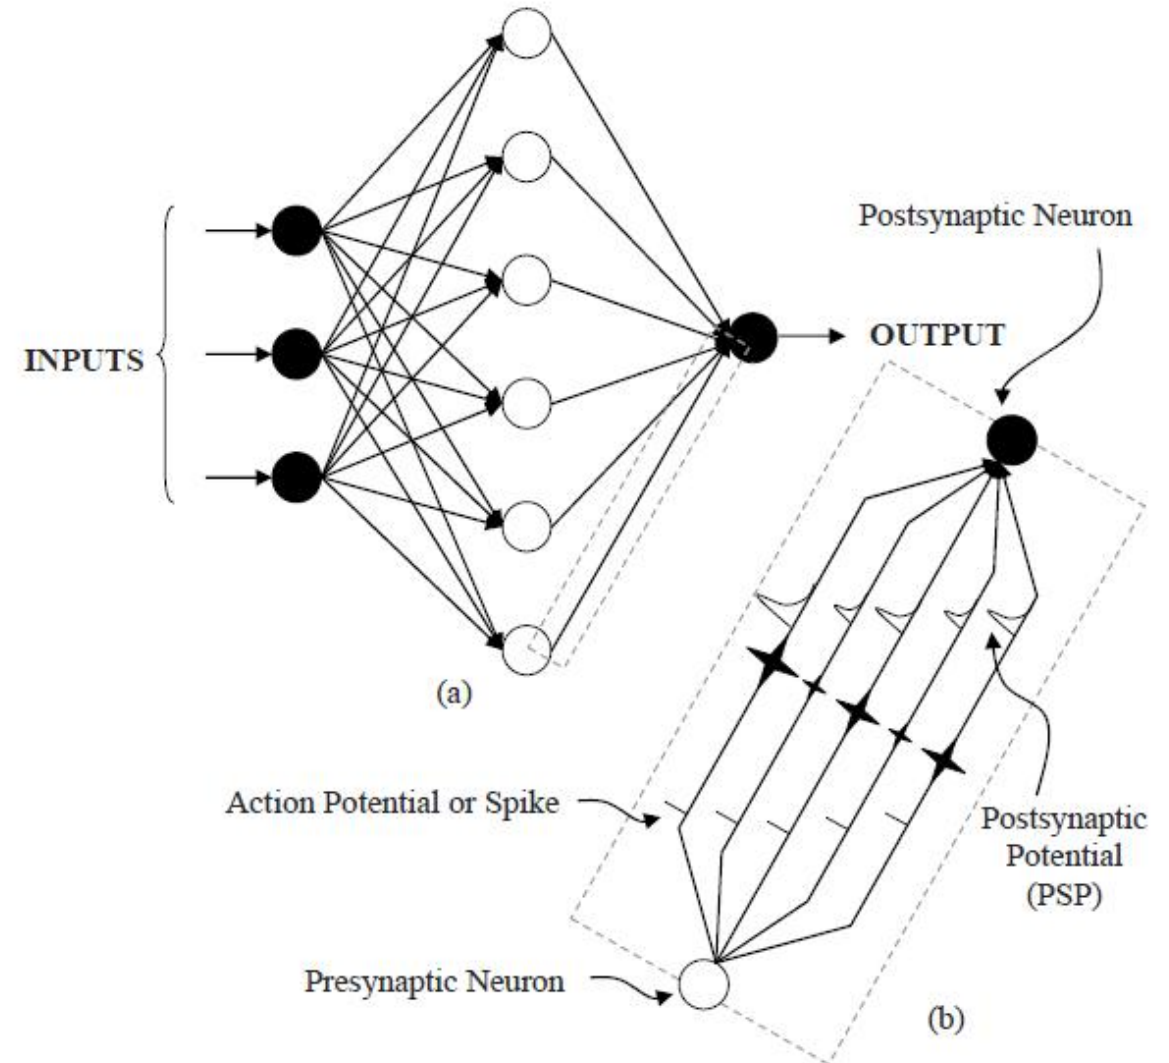 Postsynaptic Neuron
INPUTS
OUTPUT
(a)
Action Potential or Spike
Postsynaptic
Potential
(PSP)
Presynaptic Neuron
(b)